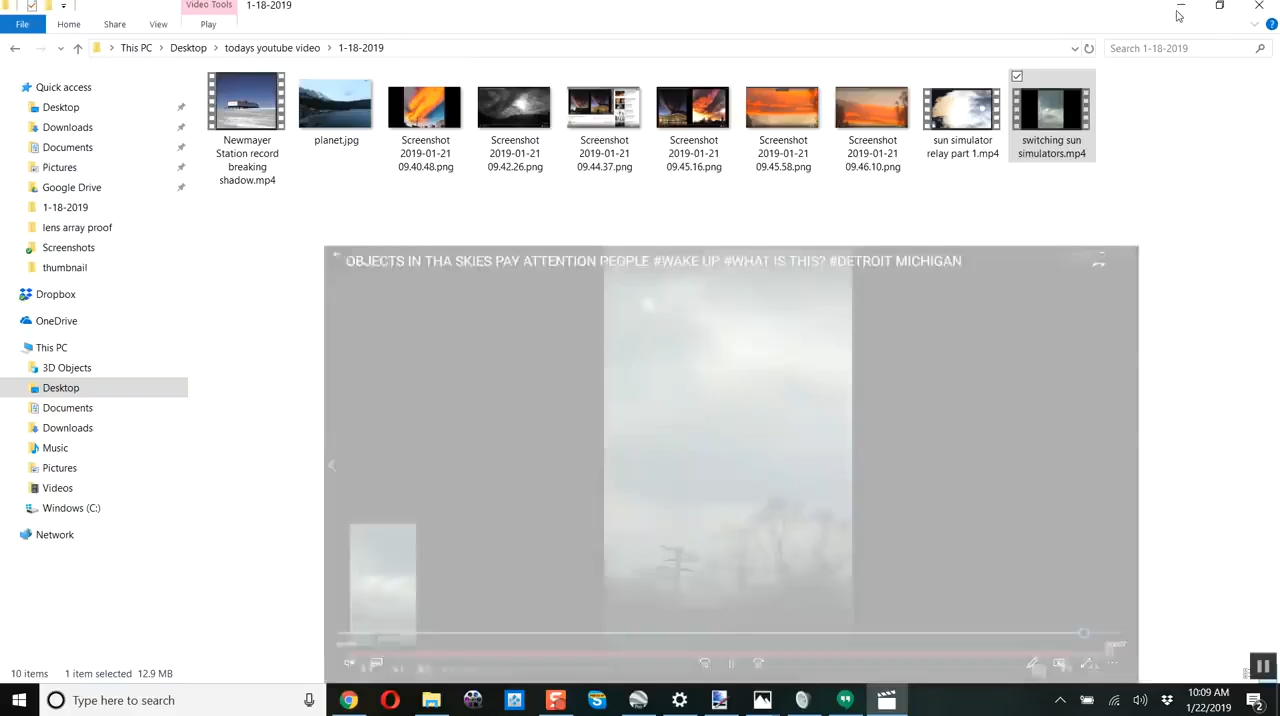 Video Tools
1-18-2019
File
Home
Share
View
Play
This PC
Desktop
todays youtube video
1-18-2019
Search 1-18-2019
Quick access
Desktop
Downloads
Documents
Pictures
Google Drive
1-18-2019
lens array proof
Screenshots
thumbnail
Dropbox
OneDrive
This PC
3D Objects
Desktop
Documents
Downloads
Music
Pictures
Videos
Windows (C:)
Network
Newmayer
Station record
breaking
shadow.mp4
planet.jpg
Screenshot
2019-01-21
09.40.48.png
Screenshot
2019-01-21
09.42.26.png
Screenshot
2019-01-21
09.44.37.png
Screenshot
2019-01-21
09.45.16.png
Screenshot
2019-01-21
09.45.58.png
Screenshot
2019-01-21
09.46.10.png
sun simulator
relay part 1.mp4
switching sun
simulators.mp4
OBJECTS IN THA SKIES PAY ATTENTION PEOPLE #WAKE UP #WHAT IS THIS? #DETROIT MICHIGAN
10 items
1 item selected 12.9 MB
Type here to search
10:09 AM
1/22/2019
2